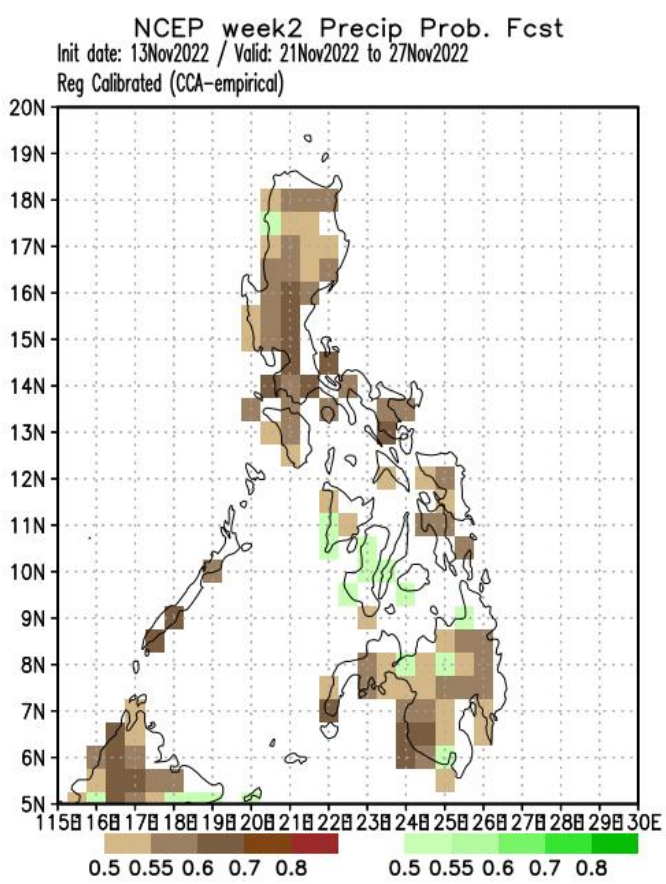 NCEP week2 Precip Prob. Fcst
Init date: 13Nov2022 / Valid: 21Nov2022 to 27Nov2022
Reg Calibrated (CCA-empirical)
20N
19N
18N
17N
16N
15N
14N
13N
12N
11N
10N
9N
8N
7N
6N
5N
115E 116E 117E 118E 119E 120E 121E 122E 123E 124E 125E 126E 127E 128E 129E 130E
0.5 0.55 0.6 0.7 0.8 0.5 0.55 0.6 0.7 0.8